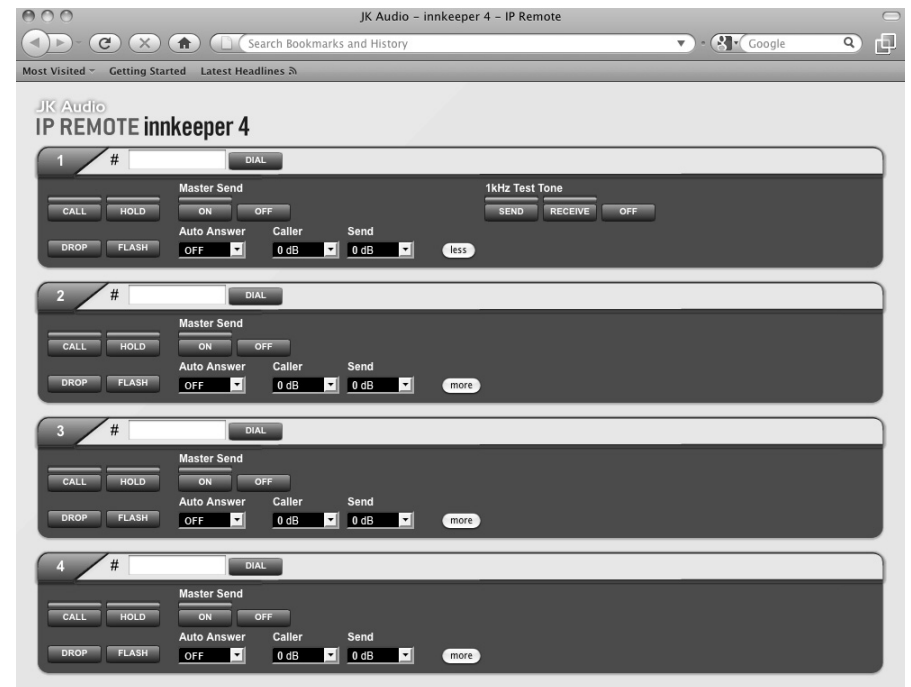 JK Audio – innkeeper 4 – IP Remote
Search Bookmarks and History
Google
Most Visited Getting Started Latest Headlines
JK Audio
IP REMOTE innkeeper 4
1 # DIAL
Master Send 1kHz Test Tone
CALL HOLD ON OFF SEND RECEIVE OFF
Auto Answer Caller Send
DROP FLASH OFF 0 dB 0 dB less
2 # DIAL
Master Send
CALL HOLD ON OFF
Auto Answer Caller Send
DROP FLASH OFF 0 dB 0 dB more
3 # DIAL
Master Send
CALL HOLD ON OFF
Auto Answer Caller Send
DROP FLASH OFF 0 dB 0 dB more
4 # DIAL
Master Send
CALL HOLD ON OFF
Auto Answer Caller Send
DROP FLASH OFF 0 dB 0 dB more